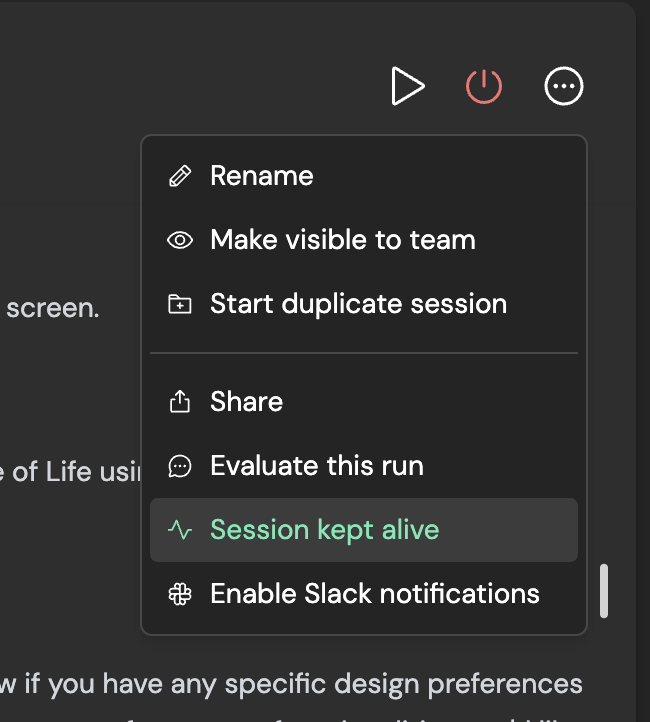 Rename
Make visible to team
Start duplicate session
screen.
Share
of Life usi
Evaluate this run
Session kept alive
Enable Slack notifications
w if you have any specific design preferences